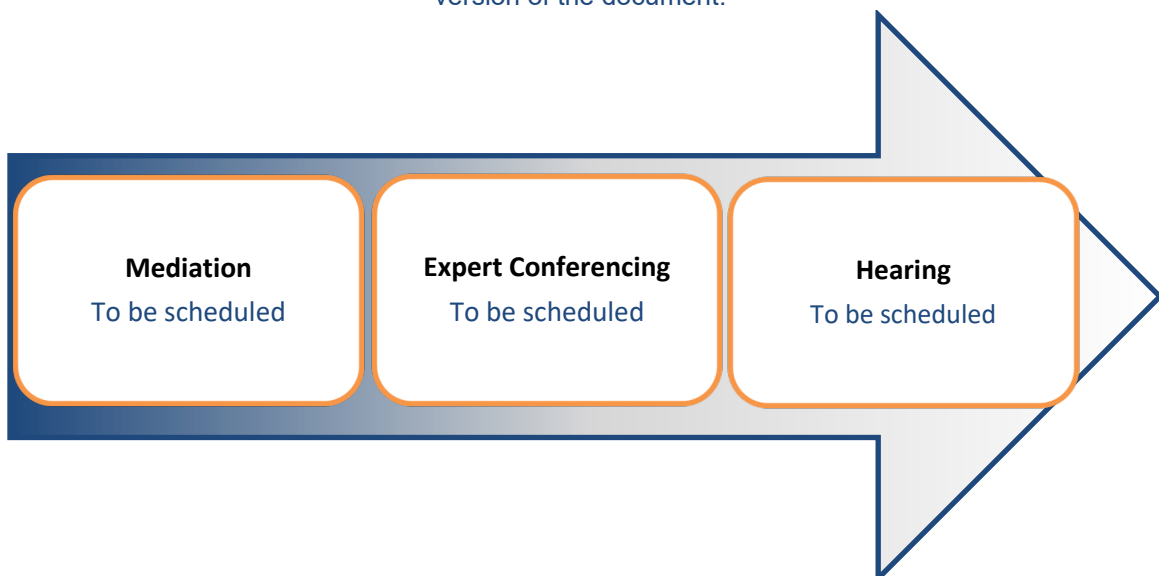 version of the document.
Mediation
To be scheduled
Expert Conferencing
To be scheduled
Hearing
To be scheduled